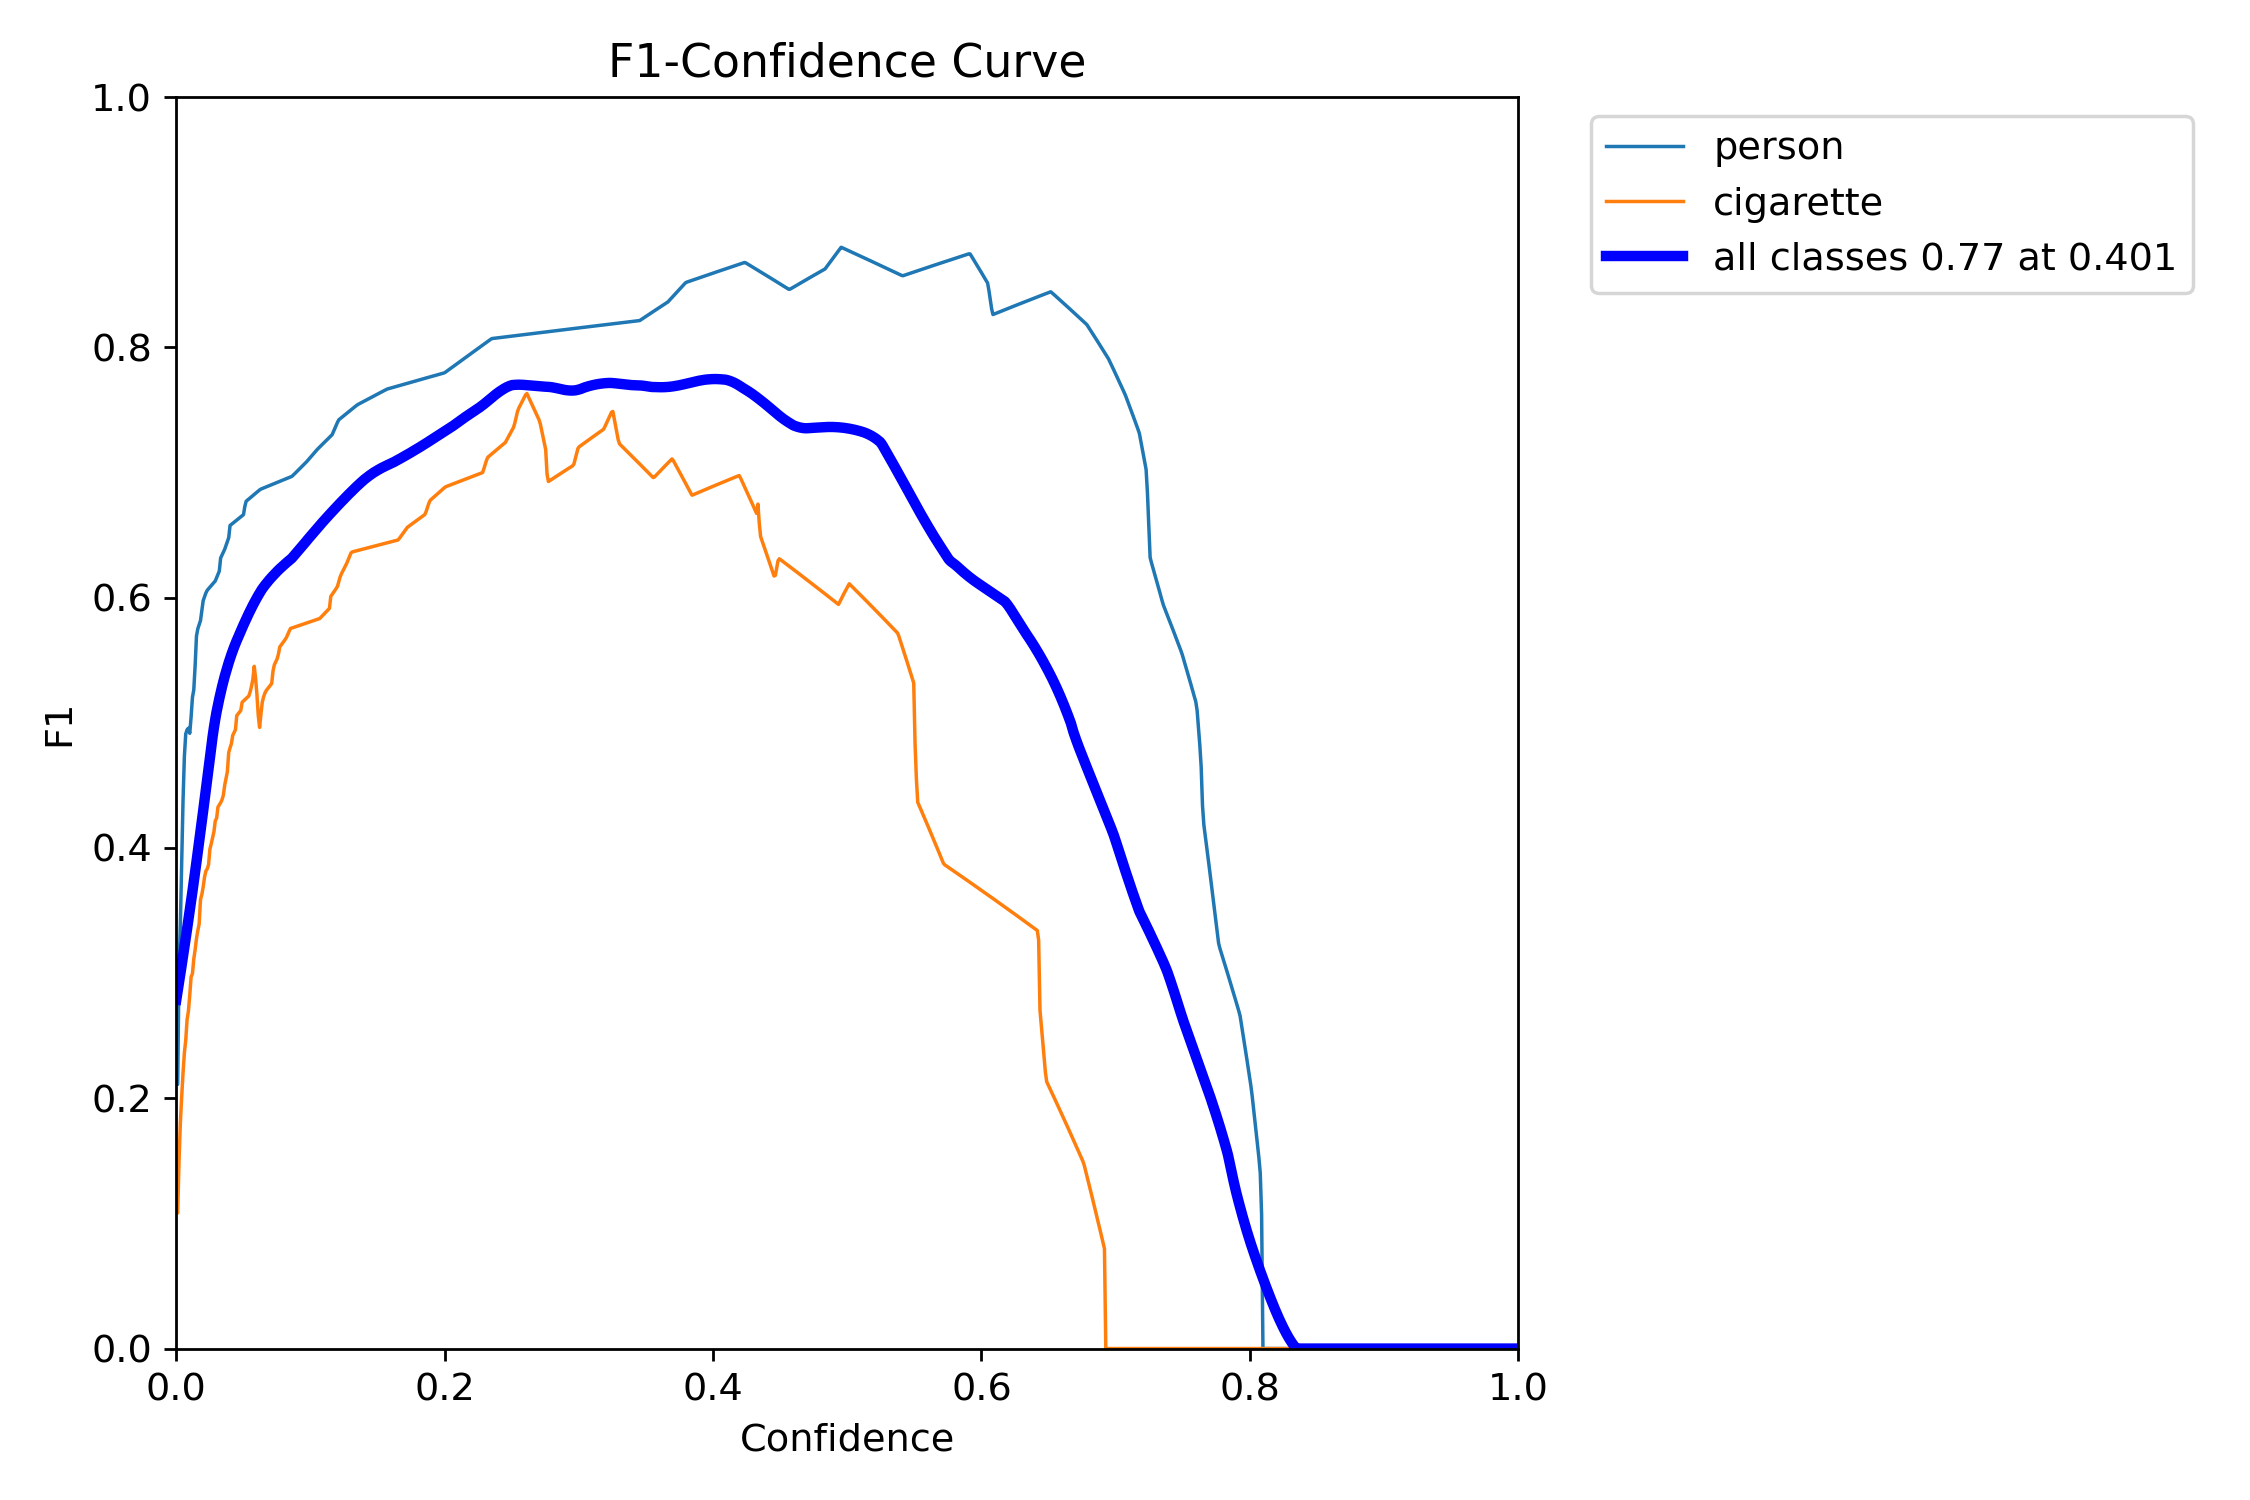 F1-Confidence Curve
1.0
0.8
0.6
0.4
0.2
0.0
F1
0.0 0.2 0.4 0.6 0.8 1.0
Confidence
person
cigarette
all classes 0.77 at 0.401